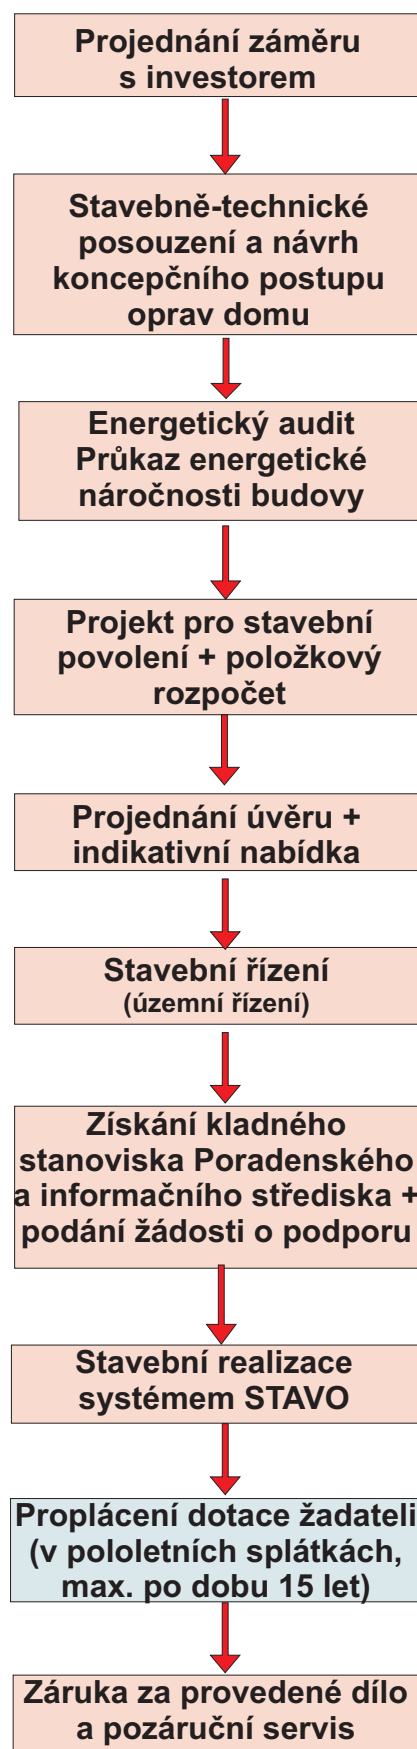 Projednání záměru
s investorem
Stavebně-technické
posouzení a návrh
koncepčního postupu
oprav domu
Energetický audit
Průkaz energetické
náročnosti budovy
Projekt pro stavební
povolení + položkový
rozpočet
Projednání úvěru +
indikativní nabídka
Stavební řízení
(územní řízení)
Získání kladného
stanoviska Poradenského
a informačního střediska +
podání žádosti o podporu
Stavební realizace
systémem STAVO
Proplácení dotace žadateli
(v pololetních splátkách,
max. po dobu 15 let)
Záruka za provedené dílo
a pozáruční servis